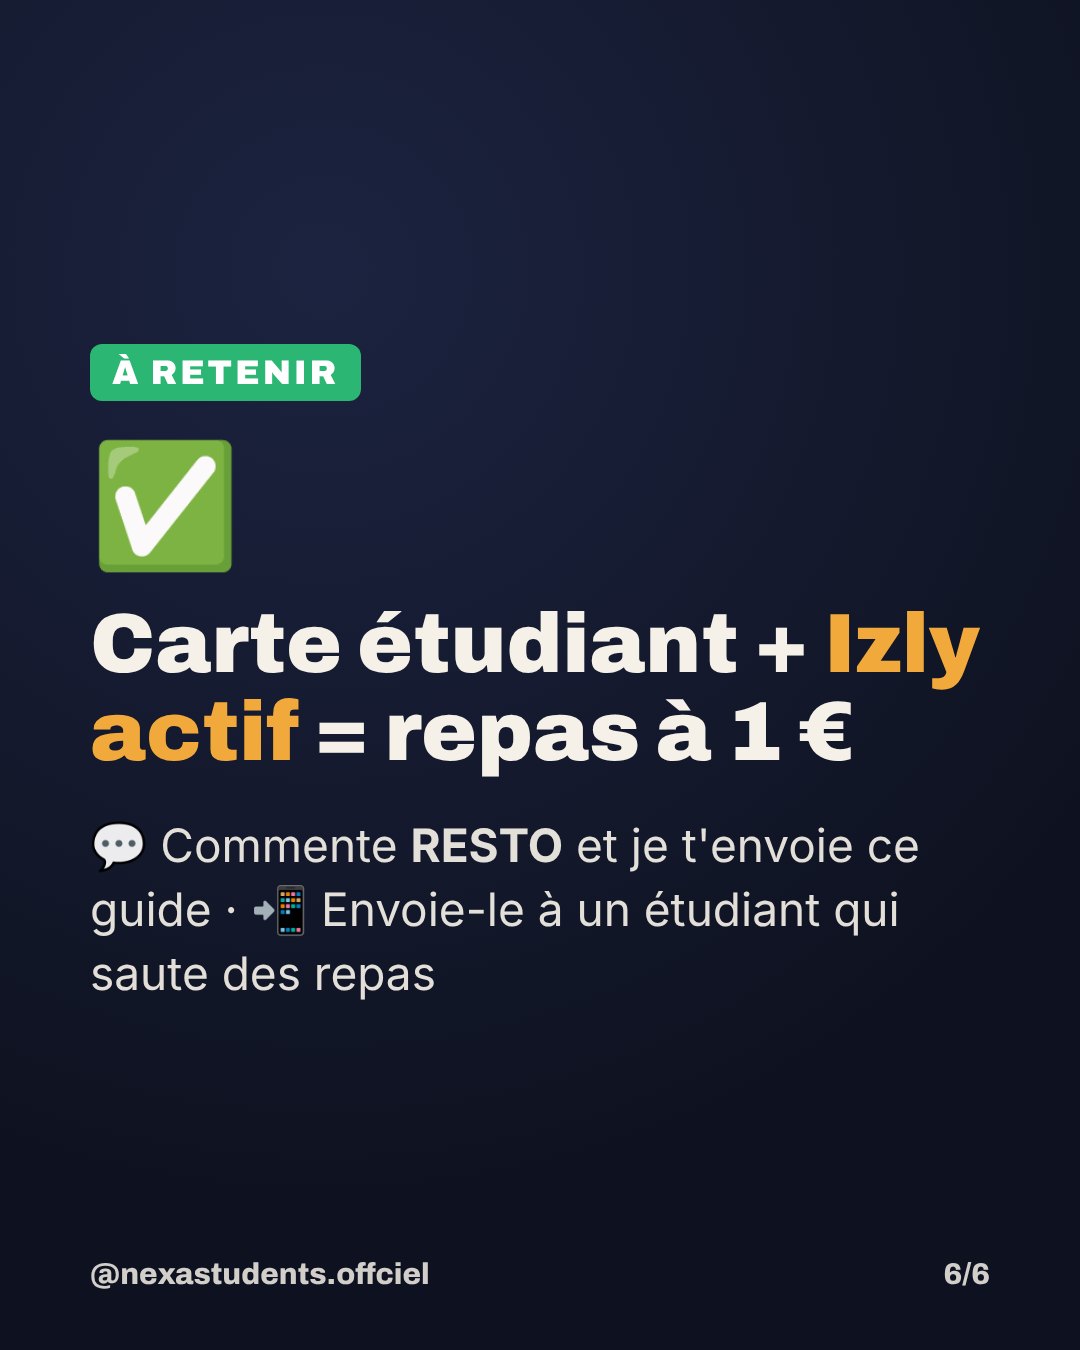 À RETENIR
✅
Carte étudiant + Izly
actif = repas à 1 €
💬 Commente RESTO et je t'envoie ce
guide · 📲 Envoie-le à un étudiant qui
saute des repas
@nexastudents.offciel
6/6